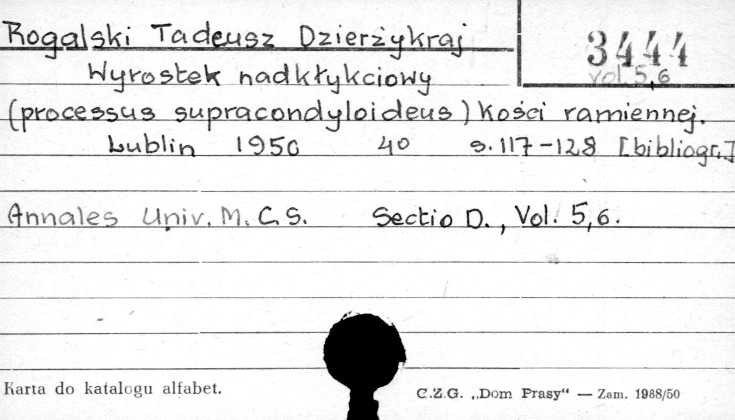 Rogalski Tadeusz Dzierżykraj
3444
vol. 5,6
Wyrostek nadkłykciowy
(processus supracondyloideus) Kości ramiennej.
Lublin 1950 4o s. 117-128 [bibliogr.]
Annales Univ. M. C. S. Sectio D., Vol. 5,6.
Karta do katalogu alfabet.
C.Z.G. „Dom Prasy“ — Zam. 1988/50